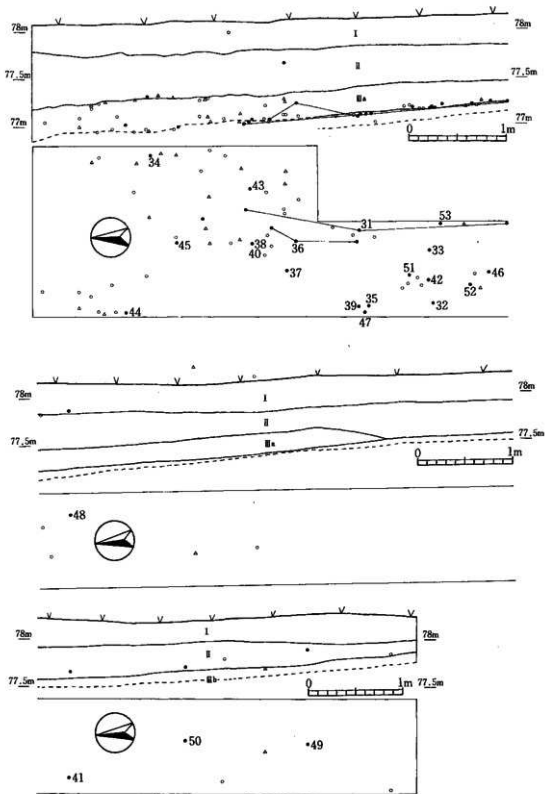 78m 78m
I
77.5m II 77.5m
IIIa
77m 77m
0 1m
34
43
31 53
45 38 36
40 33
37 51 46
42 52
39 35 32
44 47
78m 78m
I
II
77.5m IIIa 77.5m
0 1m
48
I
78m 78m
II
77.5m IIIb 77.5m
0 1m
50 49
41